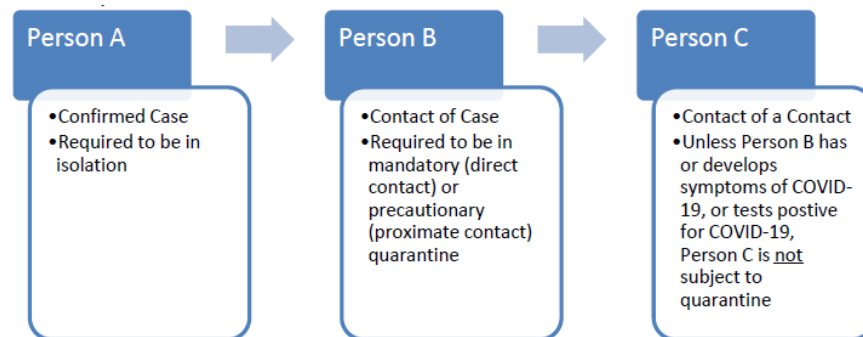 Person A
•Confirmed Case
•Required to be in
isolation
Person B
•Contact of Case
•Required to be in
mandatory (direct
contact) or
precautionary
(proximate contact)
quarantine
Person C
•Contact of a Contact
•Unless Person B has
or develops
symptoms of COVID-
19, or tests postive
for COVID-19,
Person C is not
subject to
quarantine